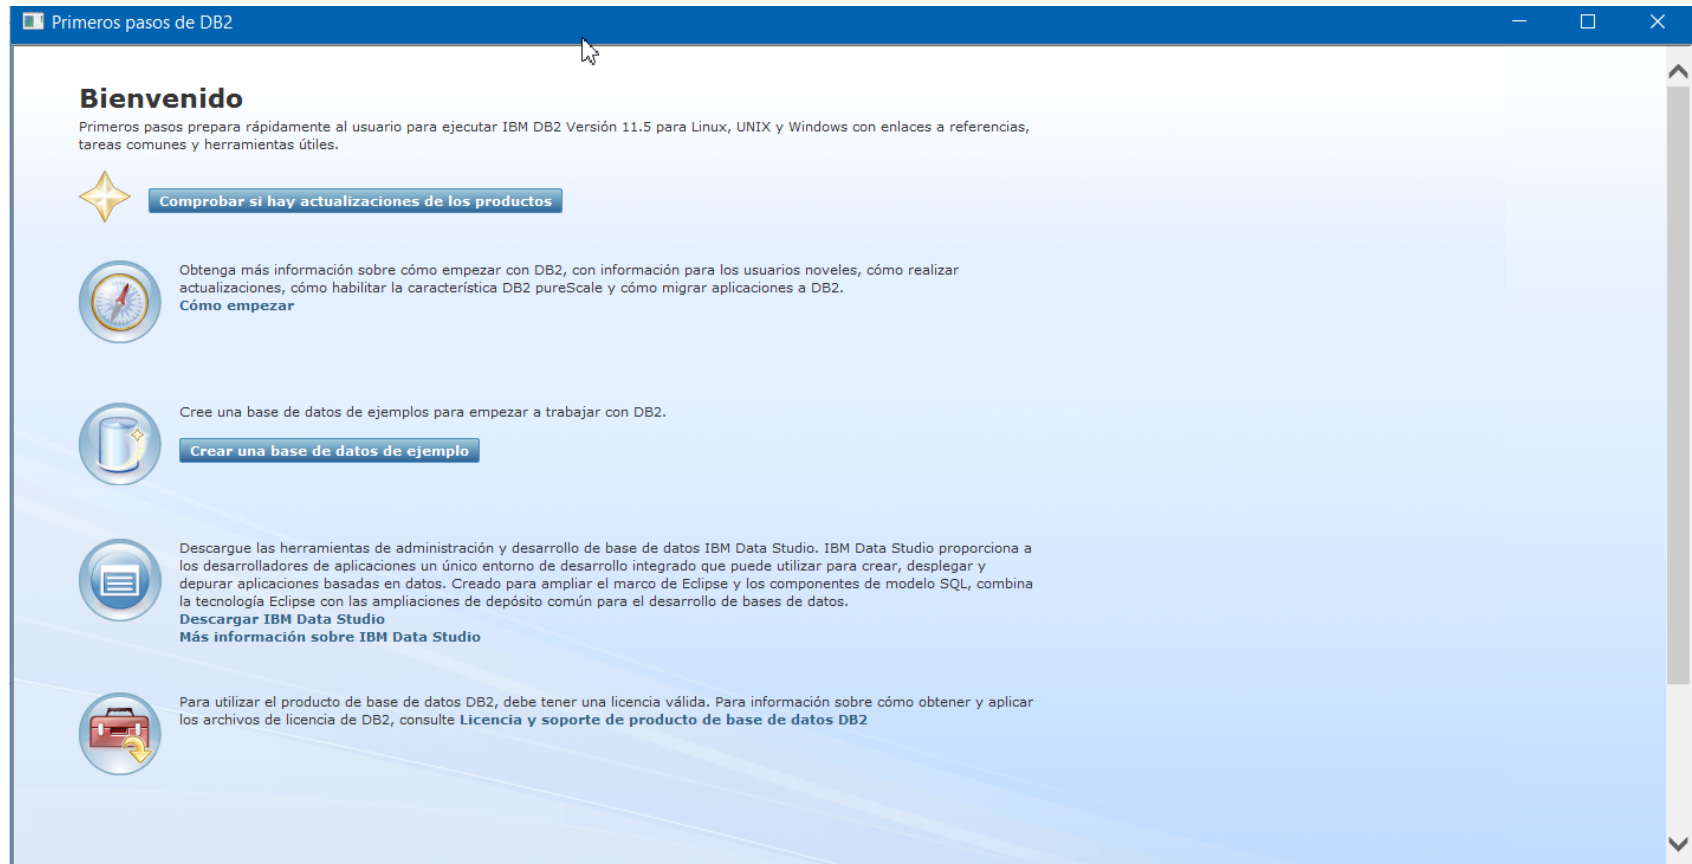 Primeros pasos de DB2
Bienvenido
Primeros pasos prepara rápidamente al usuario para ejecutar IBM DB2 Versión 11.5 para Linux, UNIX y Windows con enlaces a referencias,
tareas comunes y herramientas útiles.
Comprobar si hay actualizaciones de los productos
Obtenga más información sobre cómo empezar con DB2, con información para los usuarios noveles, cómo realizar
actualizaciones, cómo habilitar la característica DB2 pureScale y cómo migrar aplicaciones a DB2.
Cómo empezar
Cree una base de datos de ejemplos para empezar a trabajar con DB2.
Crear una base de datos de ejemplo
Descargue las herramientas de administración y desarrollo de base de datos IBM Data Studio. IBM Data Studio proporciona a
los desarrolladores de aplicaciones un único entorno de desarrollo integrado que puede utilizar para crear, desplegar y
depurar aplicaciones basadas en datos. Creado para ampliar el marco de Eclipse y los componentes de modelo SQL, combina
la tecnología Eclipse con las ampliaciones de depósito común para el desarrollo de bases de datos.
Descargar IBM Data Studio
Más información sobre IBM Data Studio
Para utilizar el producto de base de datos DB2, debe tener una licencia válida. Para información sobre cómo obtener y aplicar
los archivos de licencia de DB2, consulte Licencia y soporte de producto de base de datos DB2